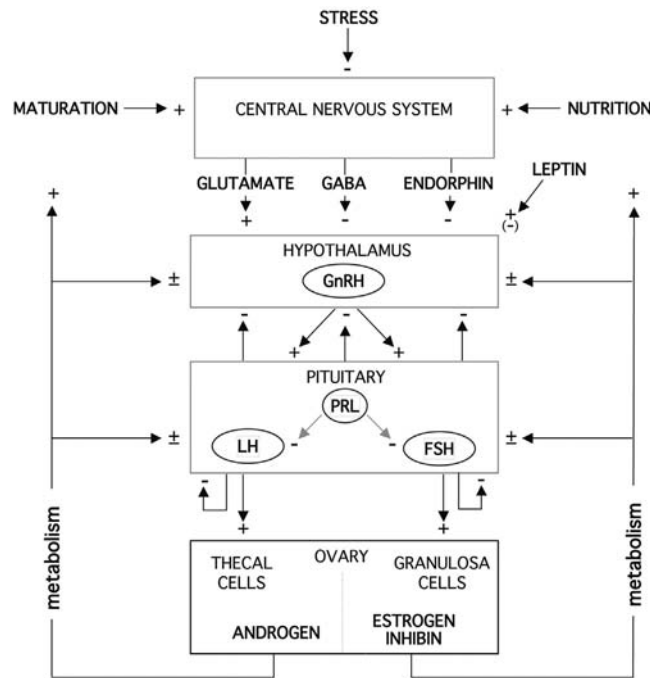 STRESS
-
MATURATION + CENTRAL NERVOUS SYSTEM + NUTRITION
GLUTAMATE GABA ENDORPHIN LEPTIN
+ - - + (-)
+ +
HYPOTHALAMUS
± GnRH ±
- - -
+ +
PITUITARY
PRL
± LH - - FSH ±
- -
+ +
OVARY
THECAL CELLS
GRANULOSA CELLS
ANDROGEN
ESTROGEN
INHIBIN
metabolism
metabolism